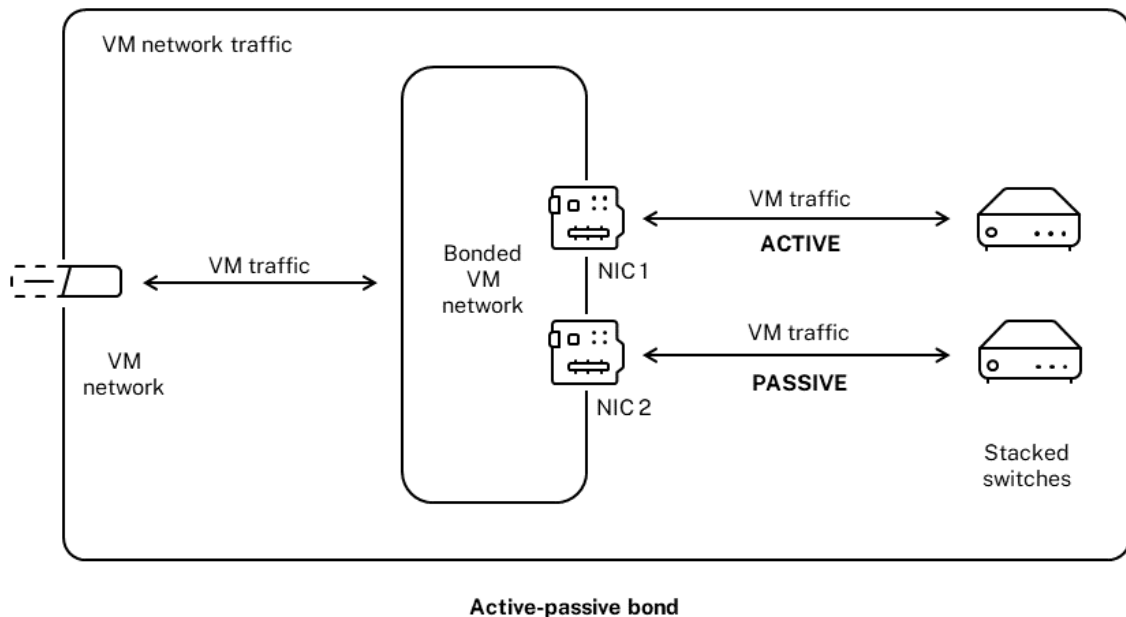 VM network traffic
VM traffic
ACTIVE
Bonded
VM
network
NIC 1
VM traffic
VM
network
VM traffic
PASSIVE
NIC 2
Stacked
switches
Active-passive bond